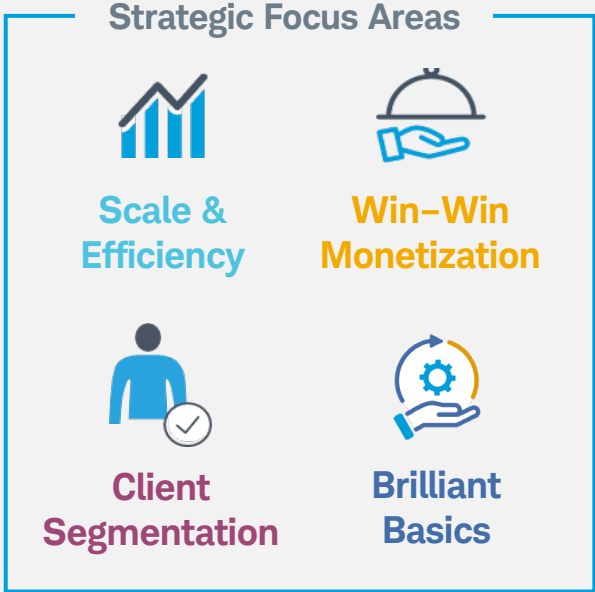 Strategic Focus Areas
Scale &
Efficiency
Win–Win
Monetization
Client
Segmentation
Brilliant
Basics